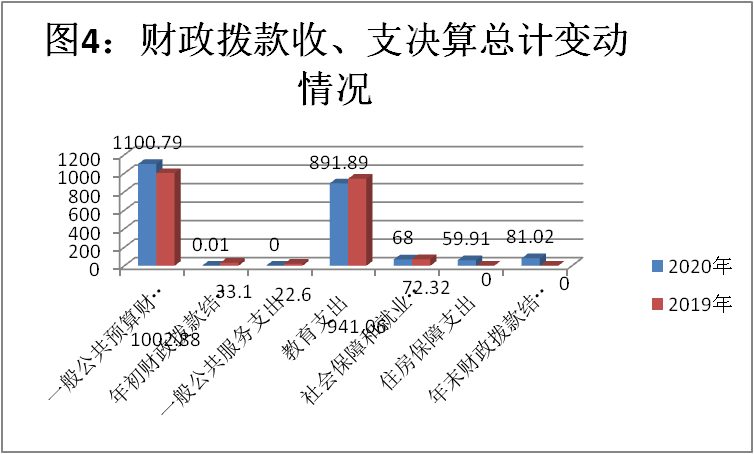 图4：财政拨款收、支决算总计变动
情况
1100.79
891.89
0.01
0
68
59.91
81.02
1200
1000
800
600
400
200
0
33.1
22.6
72.32
0
0
1002.88
941.06
一般公共预算财..
年初财政拨款结..
一般公共服务支出
教育支出
社会保障和就业..
住房保障支出
年末财政拨款结..
2020年
2019年